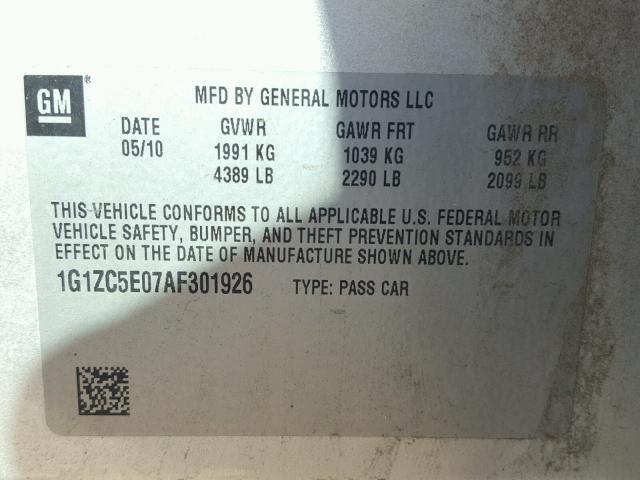 GM®
MFD BY GENERAL MOTORS LLC
DATE GVWR GAWR FRT GAWR RR
05/10 1991 KG 1039 KG 952 KG
4389 LB 2290 LB 2099 LB
THIS VEHICLE CONFORMS TO ALL APPLICABLE U.S. FEDERAL MOTOR
VEHICLE SAFETY, BUMPER, AND THEFT PREVENTION STANDARDS IN
EFFECT ON THE DATE OF MANUFACTURE SHOWN ABOVE.
1G1ZC5E07AF301926 TYPE: PASS CAR